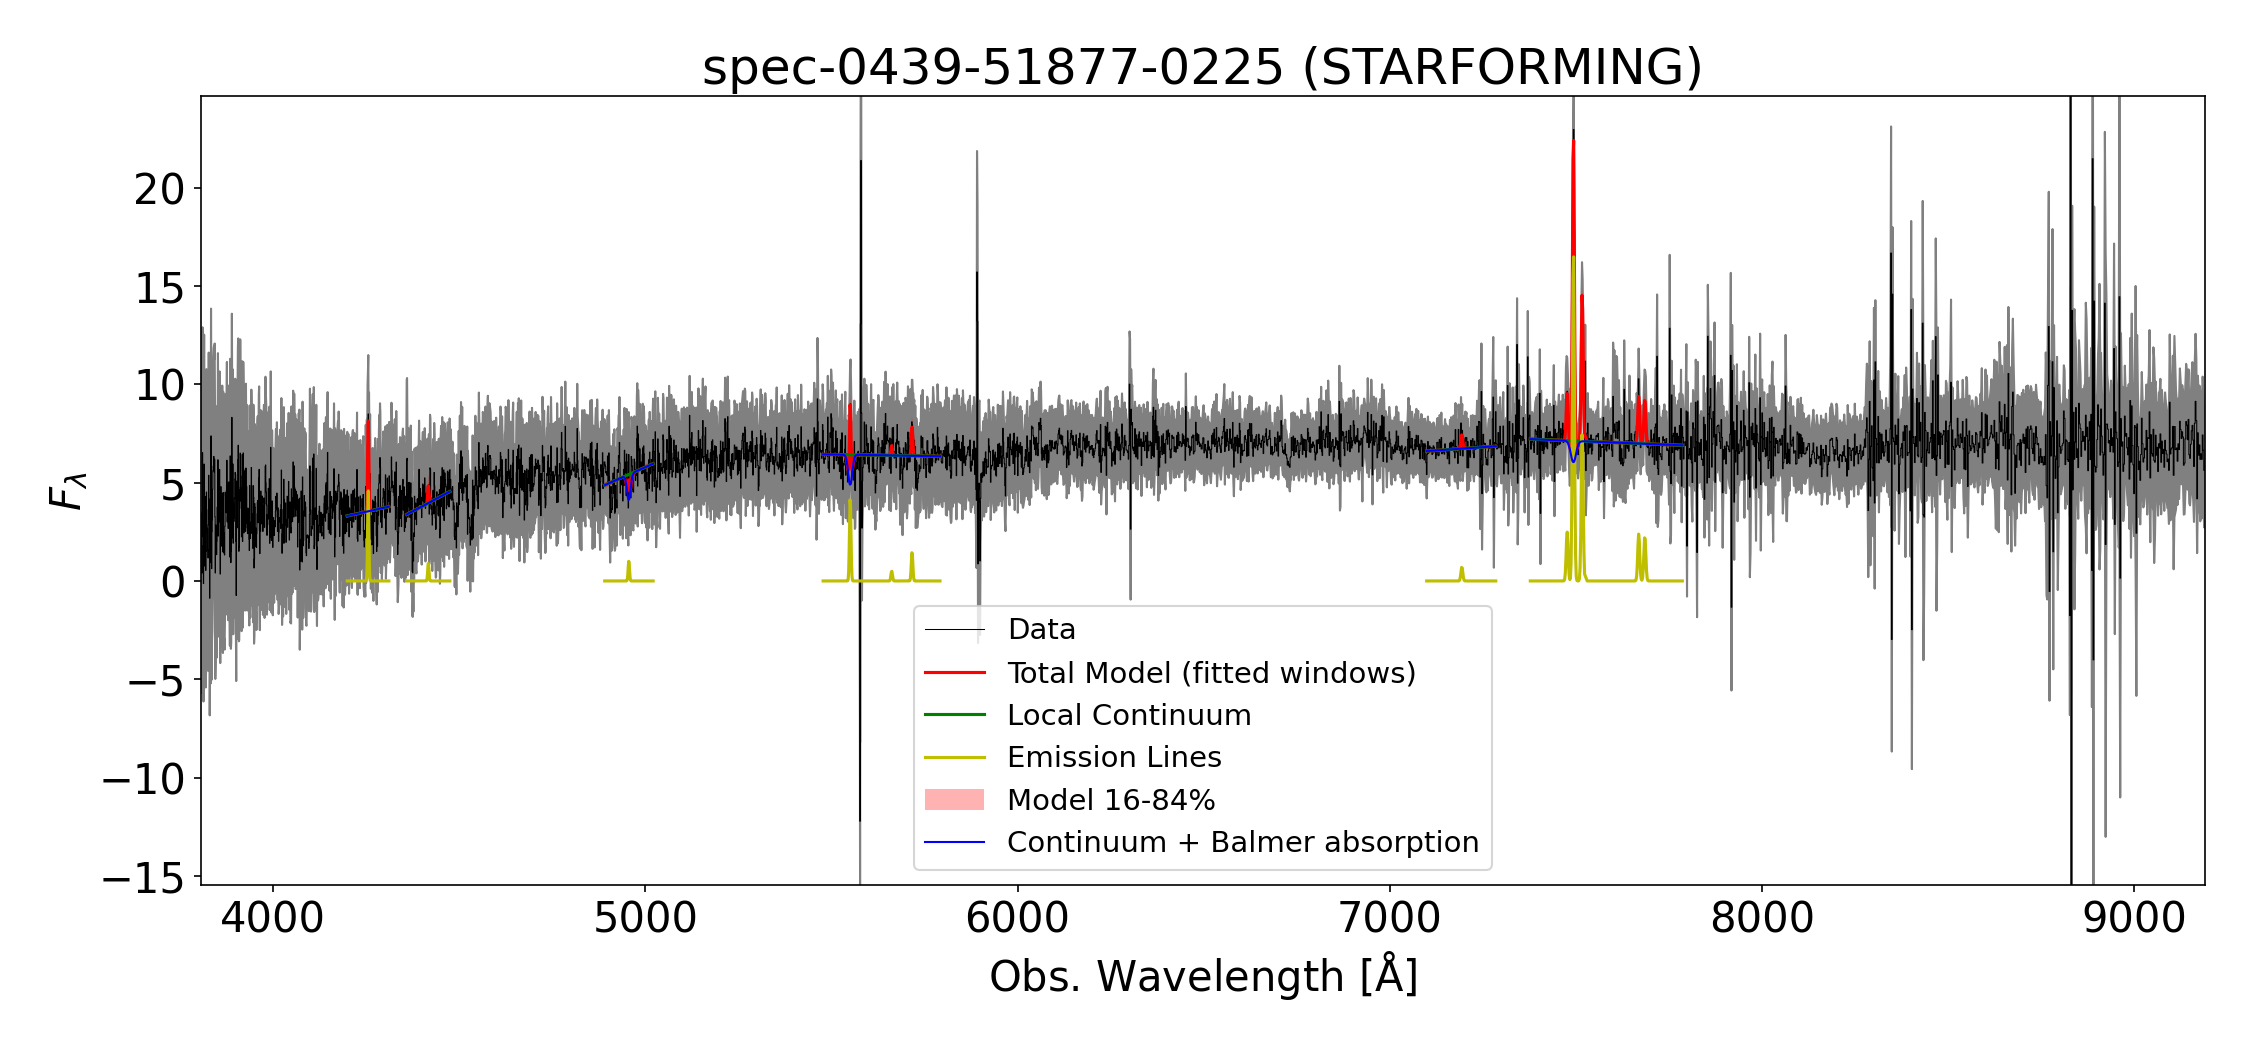 spec-0439-51877-0225 (STARFORMING)
20
15
10
5
0
−5
−10
−15
F_λ
4000 5000 6000 7000 8000 9000
Obs. Wavelength [Å]
Data
Total Model (fitted windows)
Local Continuum
Emission Lines
Model 16-84%
Continuum + Balmer absorption